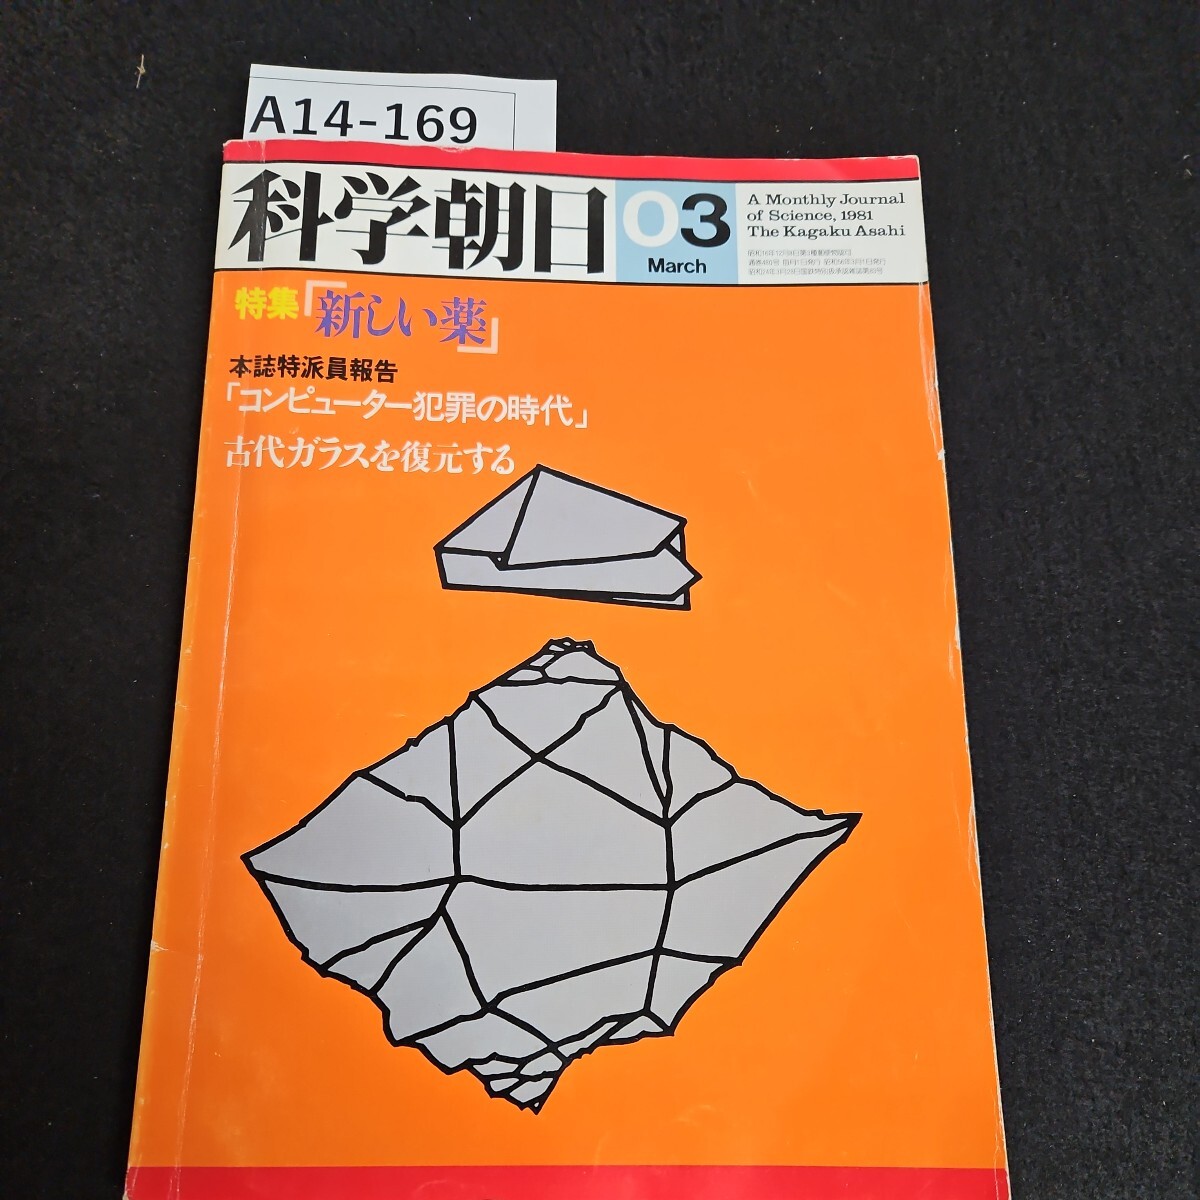 A14-169
科学朝日
03
March
A Monthly Journal
of Science, 1981
The Kagaku Asahi
特集「新しい薬」
本誌特派員報告
「コンピューター犯罪の時代」
古代ガラスを復元する